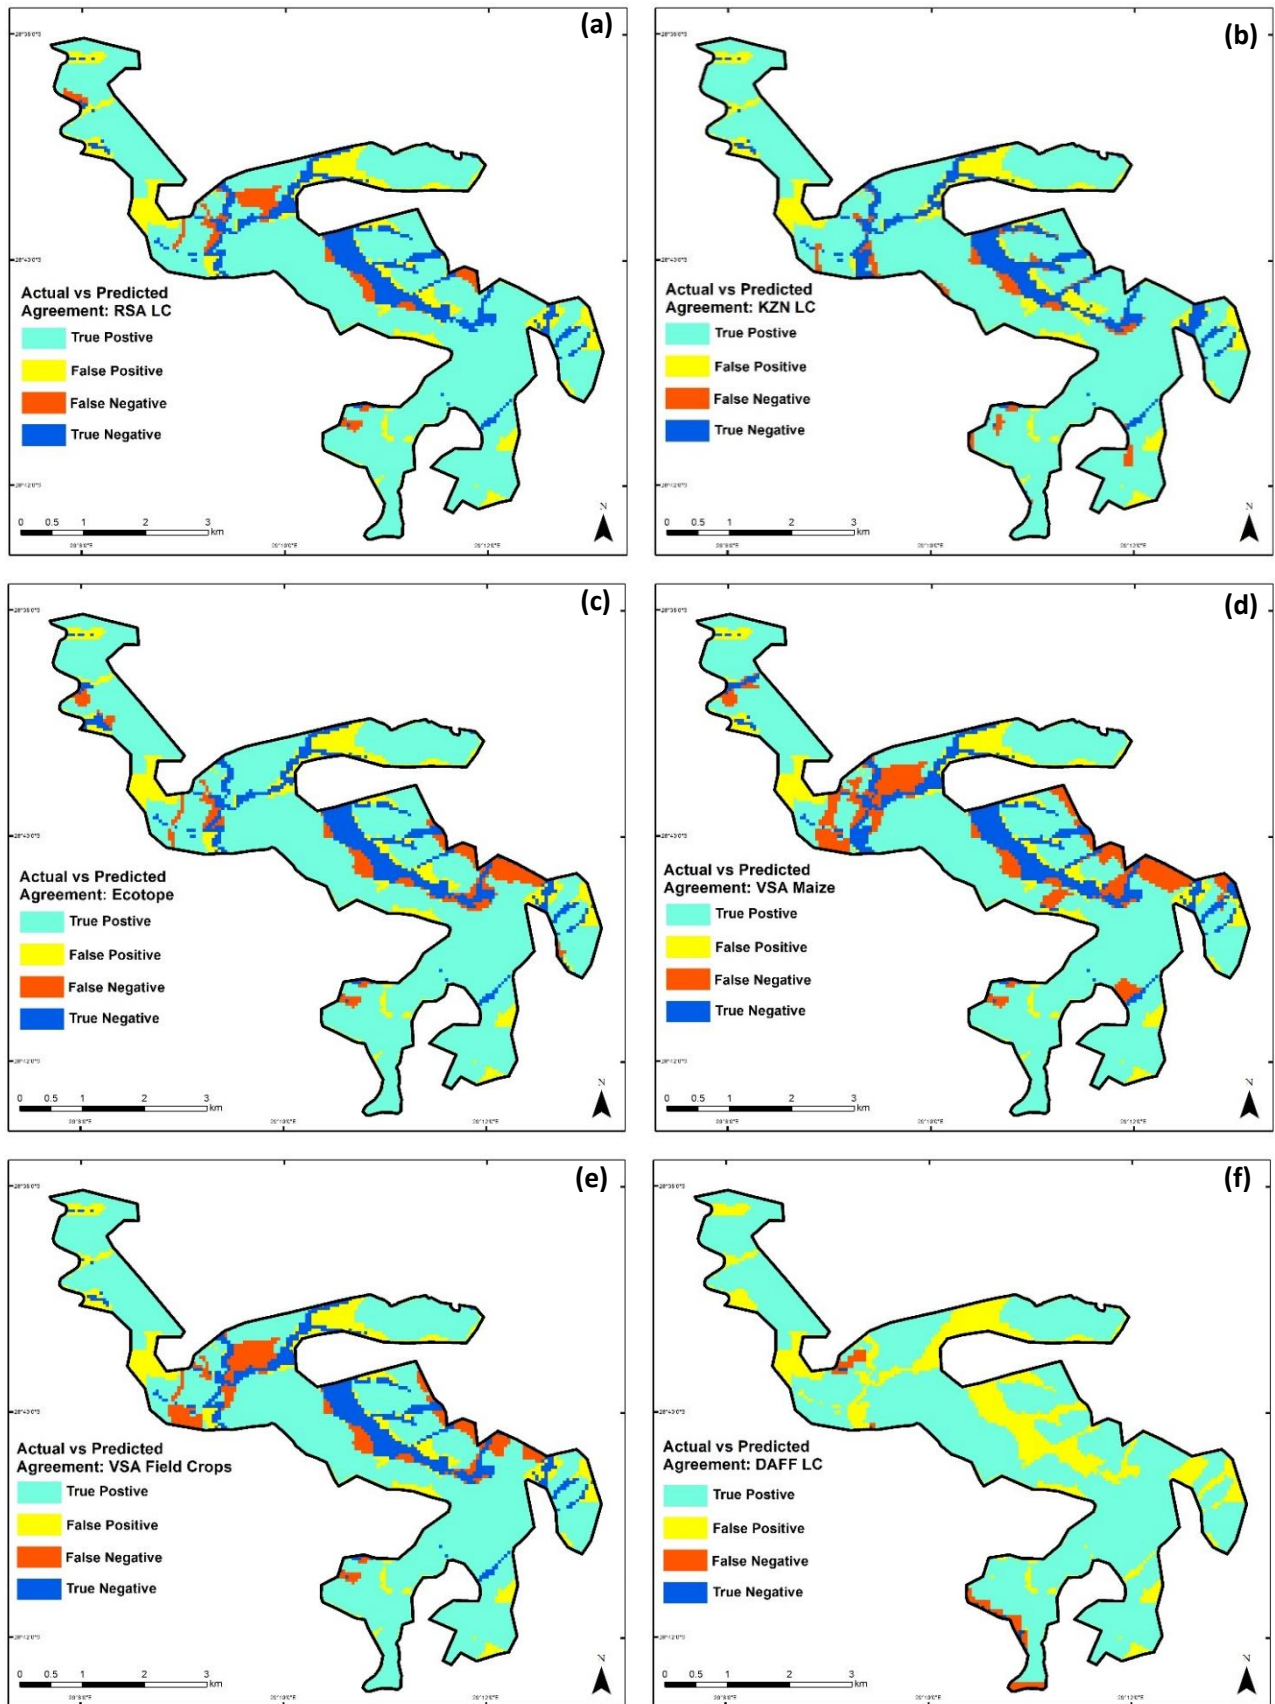 (a)
Actual vs Predicted
Agreement: RSA LC
True Postive
False Positive
False Negative
True Negative
0 0.5 1 2 3
km
N
(b)
Actual vs Predicted
Agreement: KZN LC
True Postive
False Positive
False Negative
True Negative
0 0.5 1 2 3
km
N
(c)
Actual vs Predicted
Agreement: Ecotope
True Postive
False Positive
False Negative
True Negative
0 0.5 1 2 3
km
N
(d)
Actual vs Predicted
Agreement: VSA Maize
True Postive
False Positive
False Negative
True Negative
0 0.5 1 2 3
km
N
(e)
Actual vs Predicted
Agreement: VSA Field Crops
True Postive
False Positive
False Negative
True Negative
0 0.5 1 2 3
km
N
(f)
Actual vs Predicted
Agreement: DAFF LC
True Postive
False Positive
False Negative
True Negative
0 0.5 1 2 3
km
N